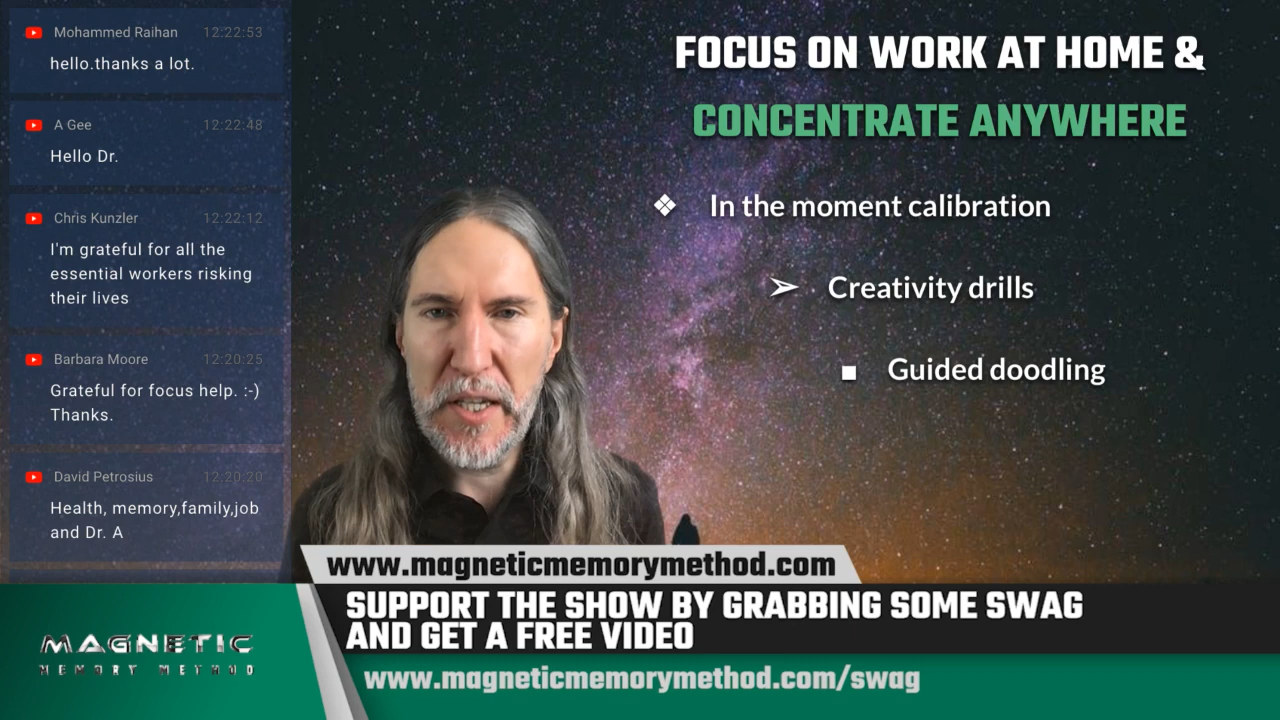 Mohammed Raihan 12:22:53
hello.thanks a lot.
A Gee 12:22:48
Hello Dr.
Chris Kunzler 12:22:12
I'm grateful for all the
essential workers risking
their lives
Barbara Moore 12:20:25
Grateful for focus help. :-)
Thanks.
David Petrosius 12:20:20
Health, memory,family,job
and Dr. A
FOCUS ON WORK AT HOME &
CONCENTRATE ANYWHERE
❖ In the moment calibration
➢ Creativity drills
▪ Guided doodling
www.magneticmemorymethod.com
SUPPORT THE SHOW BY GRABBING SOME SWAG
AND GET A FREE VIDEO
www.magneticmemorymethod.com/swag
MAGNETIC
MEMORY METHOD